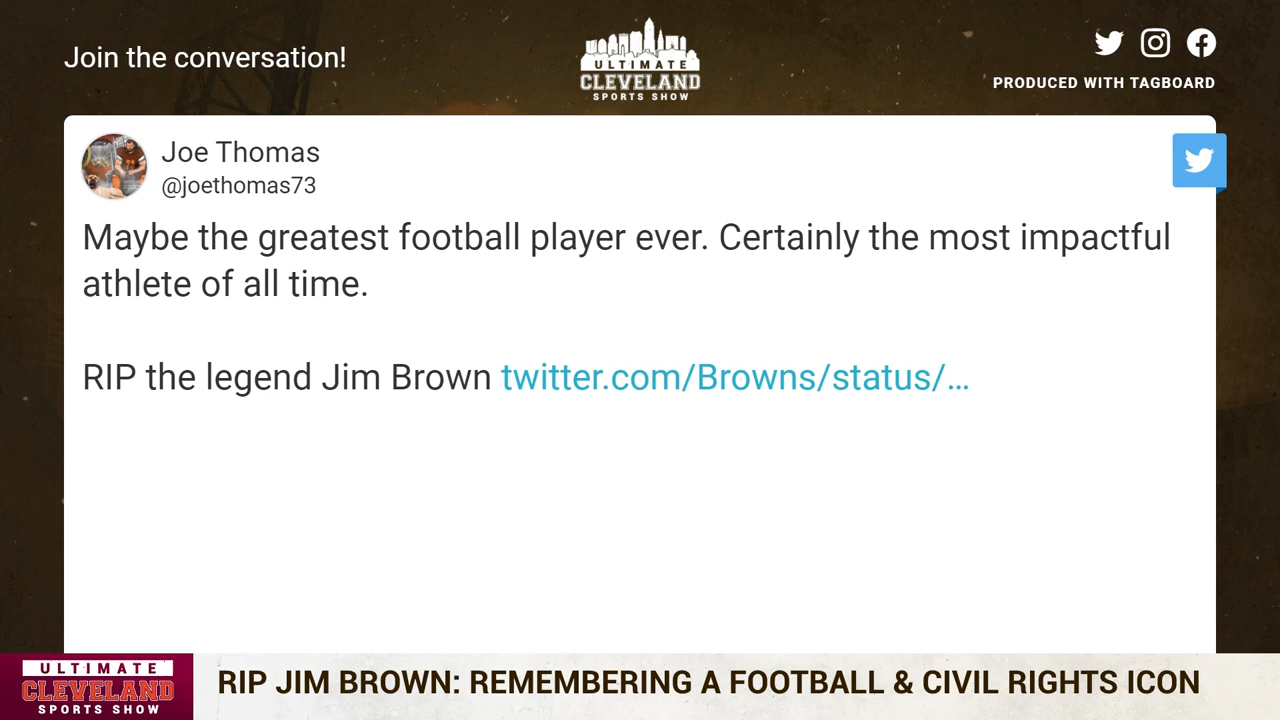 Join the conversation!
ULTIMATE
CLEVELAND
SPORTS SHOW
PRODUCED WITH TAGBOARD
Joe Thomas
@joethomas73
Maybe the greatest football player ever. Certainly the most impactful
athlete of all time.
RIP the legend Jim Brown twitter.com/Browns/status/…
ULTIMATE
CLEVELAND
SPORTS SHOW
RIP JIM BROWN: REMEMBERING A FOOTBALL & CIVIL RIGHTS ICON